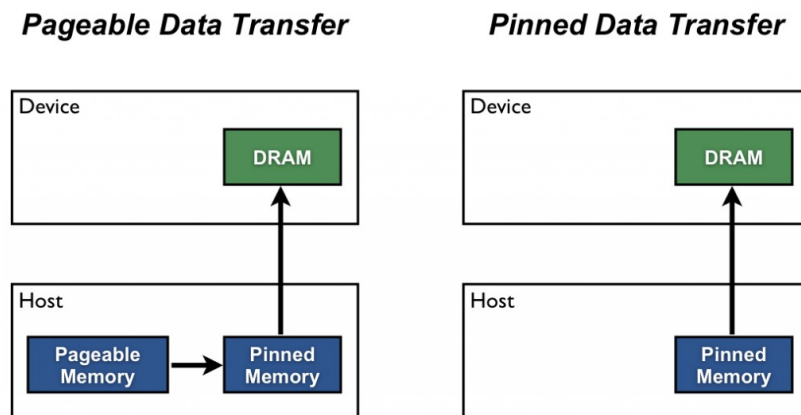 Pageable Data Transfer
Pinned Data Transfer
Device
DRAM
Device
DRAM
Host
Pageable
Memory
Pinned
Memory
Host
Pinned
Memory